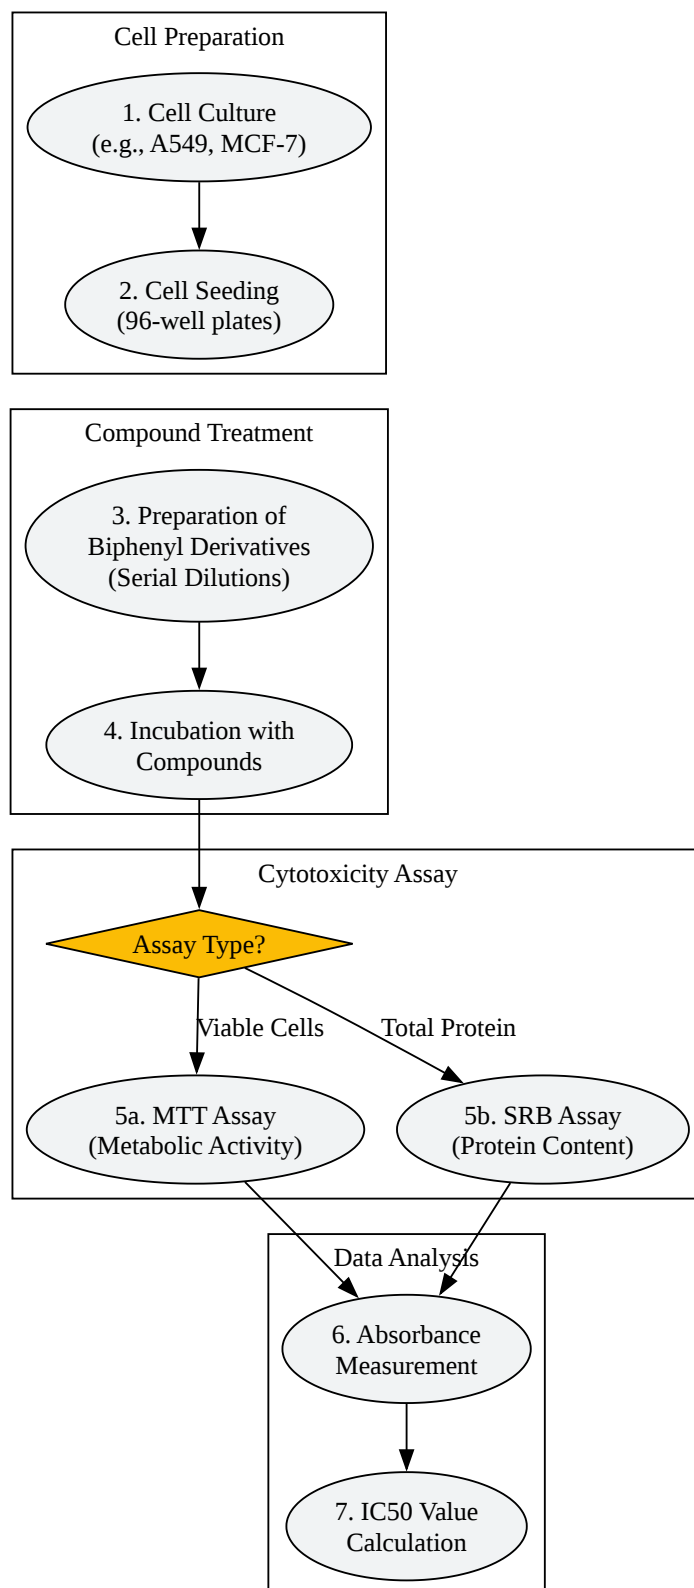 Cell Preparation
1. Cell Culture
(e.g., A549, MCF-7)
2. Cell Seeding
(96-well plates)
Compound Treatment
3. Preparation of
Biphenyl Derivatives
(Serial Dilutions)
4. Incubation with
Compounds
Cytotoxicity Assay
Assay Type?
Viable Cells
Total Protein
5a. MTT Assay
(Metabolic Activity)
5b. SRB Assay
(Protein Content)
Data Analysis
6. Absorbance
Measurement
7. IC50 Value
Calculation